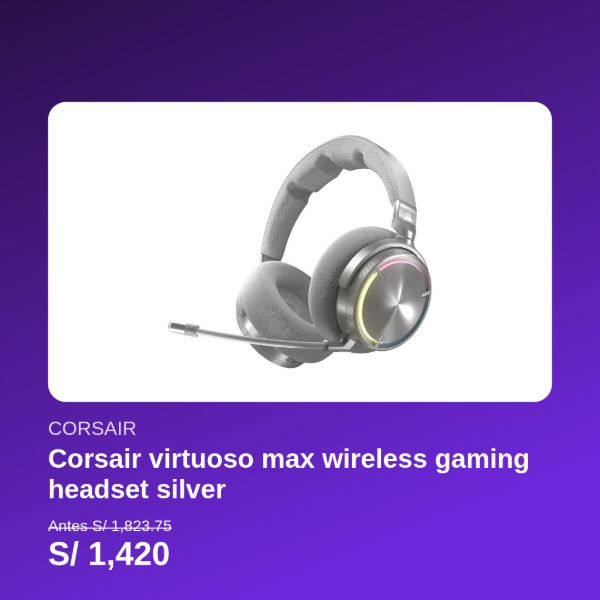 CORSAIR
Corsair virtuoso max wireless gaming
headset silver
Antes S/ 1,823.75
S/ 1,420